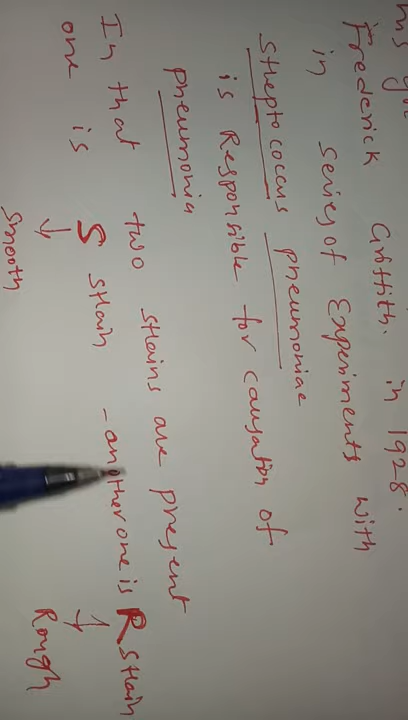 Frederick Griffith. in 1928.
in series of Experiments with
Streptococcus pneumoniae
is Responsible for causation of
pneumonia
In that two strains are present
one is S strain - another one is R strain
↓ ↓
Smooth Rough